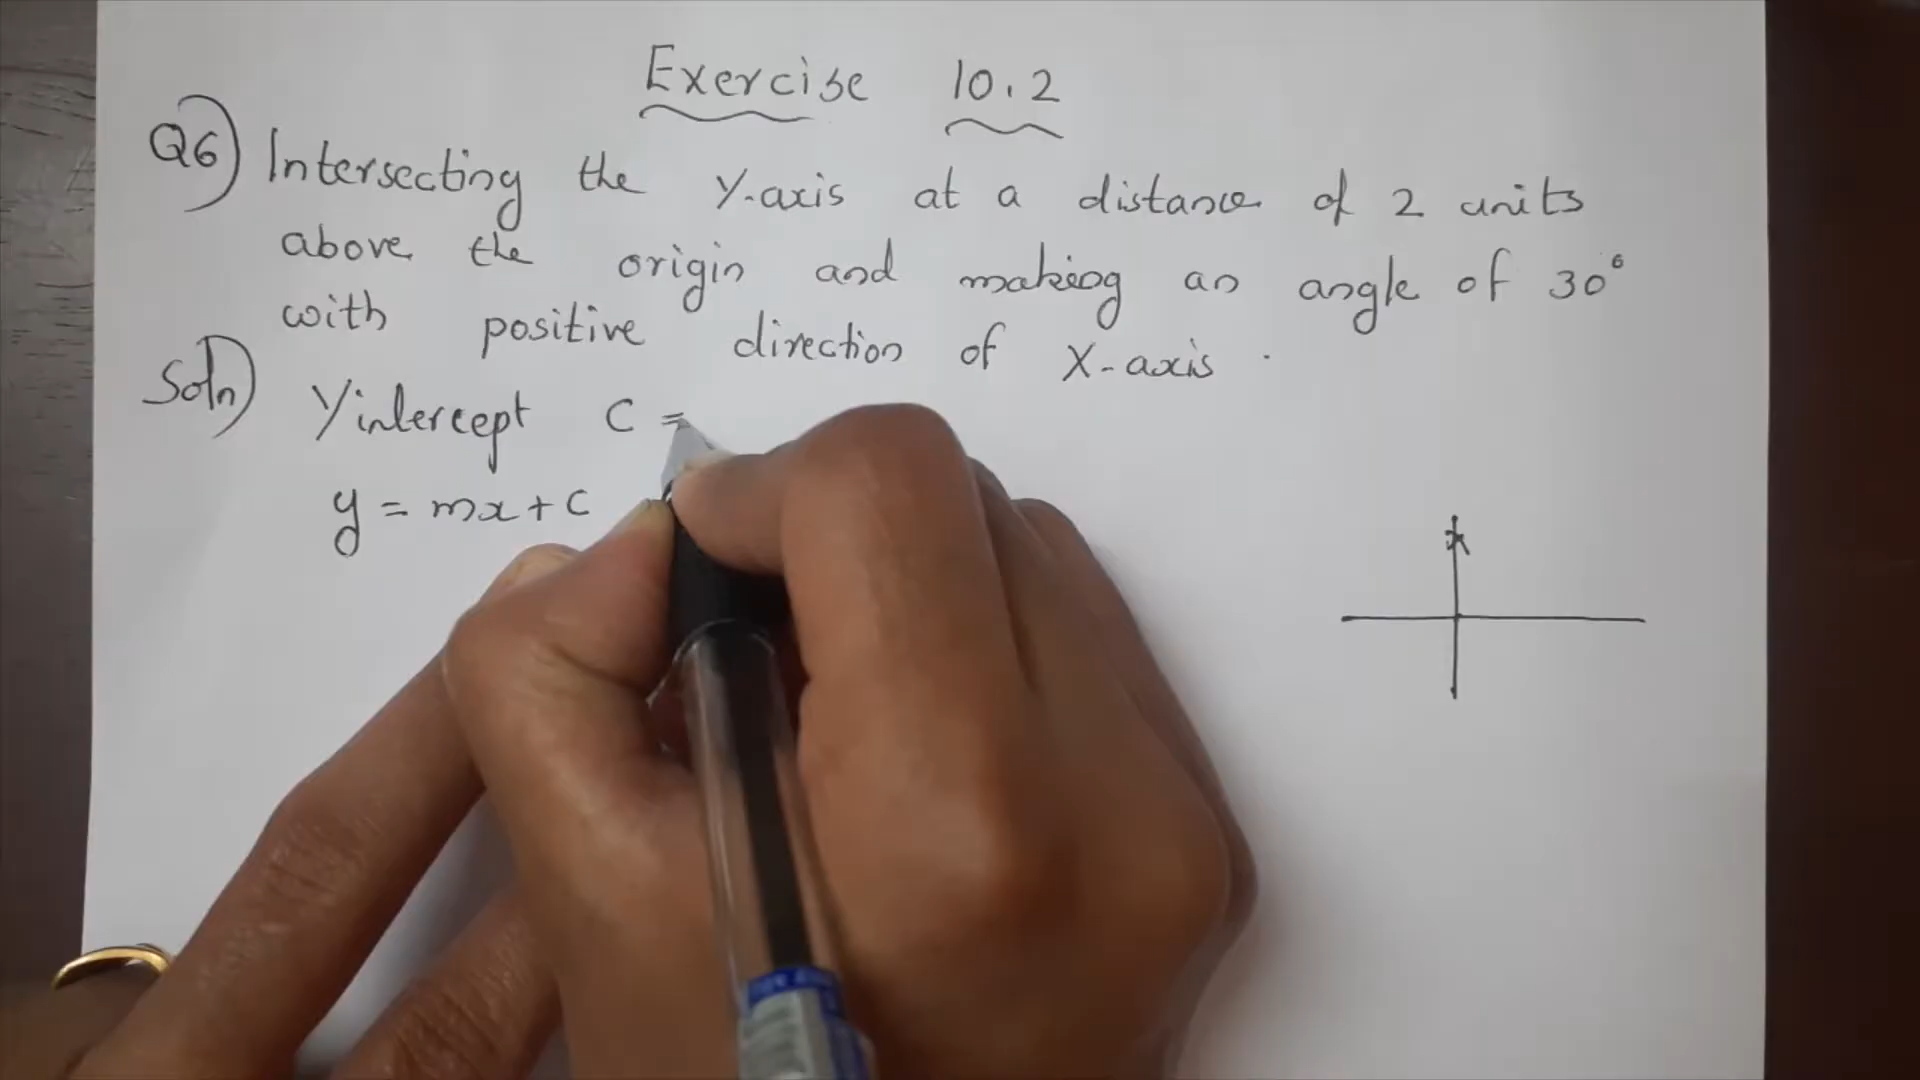 Exercise 10.2
Q6) Intersecting the Y-axis at a distance of 2 units
above the origin and making an angle of 30°
with positive direction of X-axis.
Soln) Y intercept C =
y = mx + c